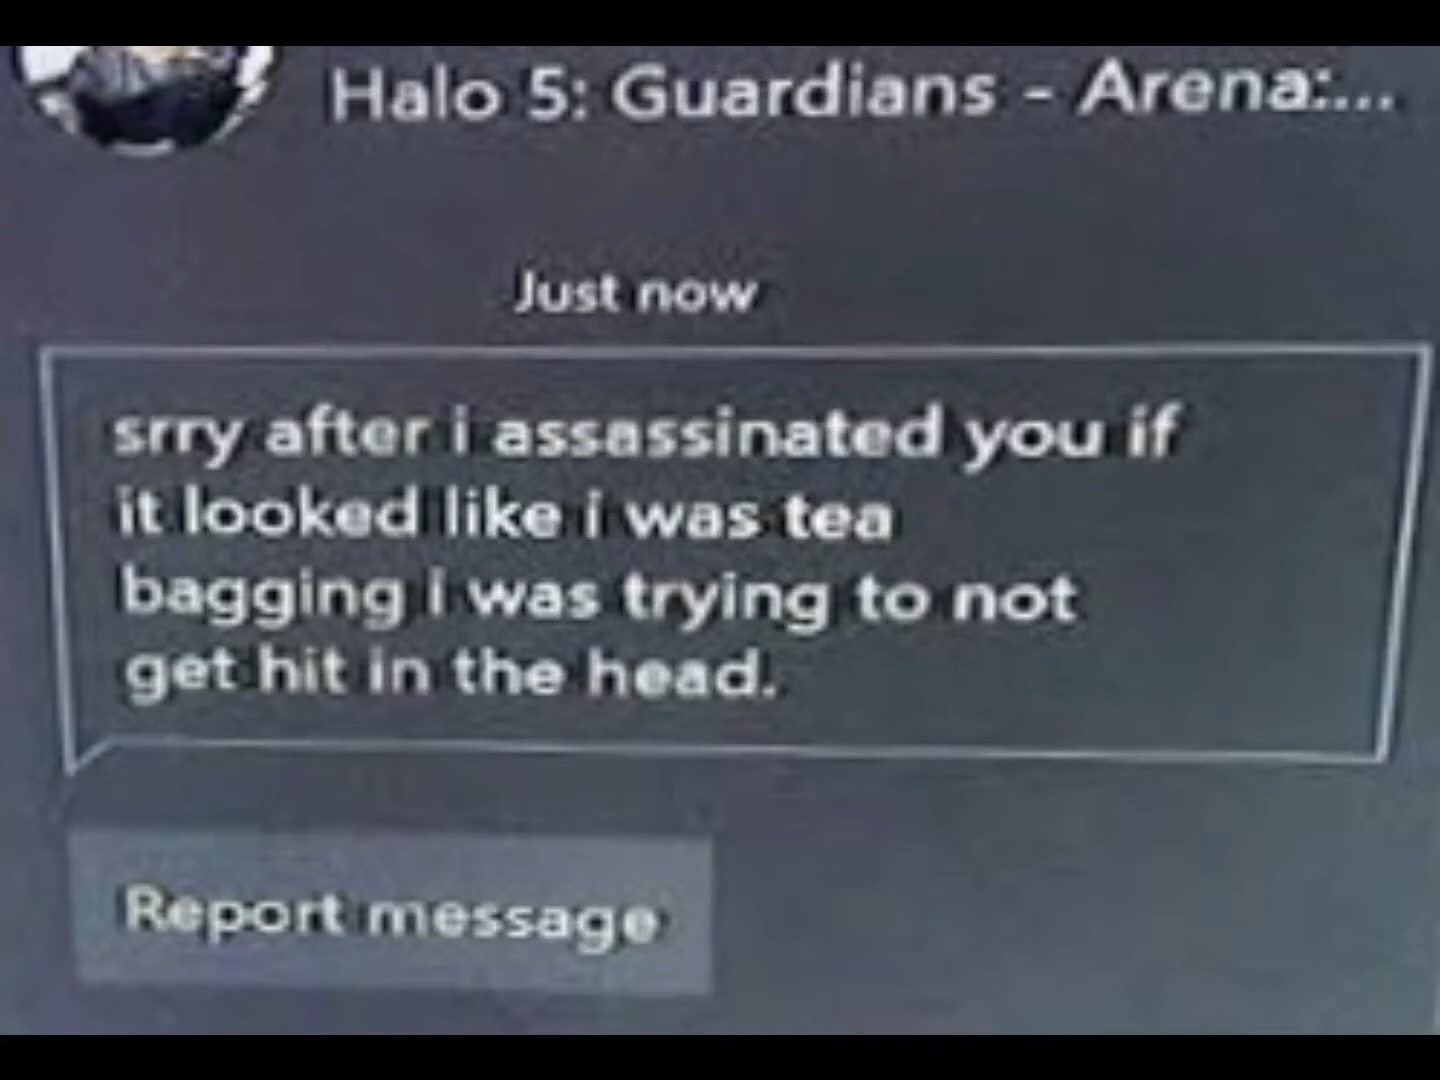 Halo 5: Guardians - Arena:...
Just now
srry after i assassinated you if
it looked like i was tea
bagging i was trying to not
get hit in the head.
Report message